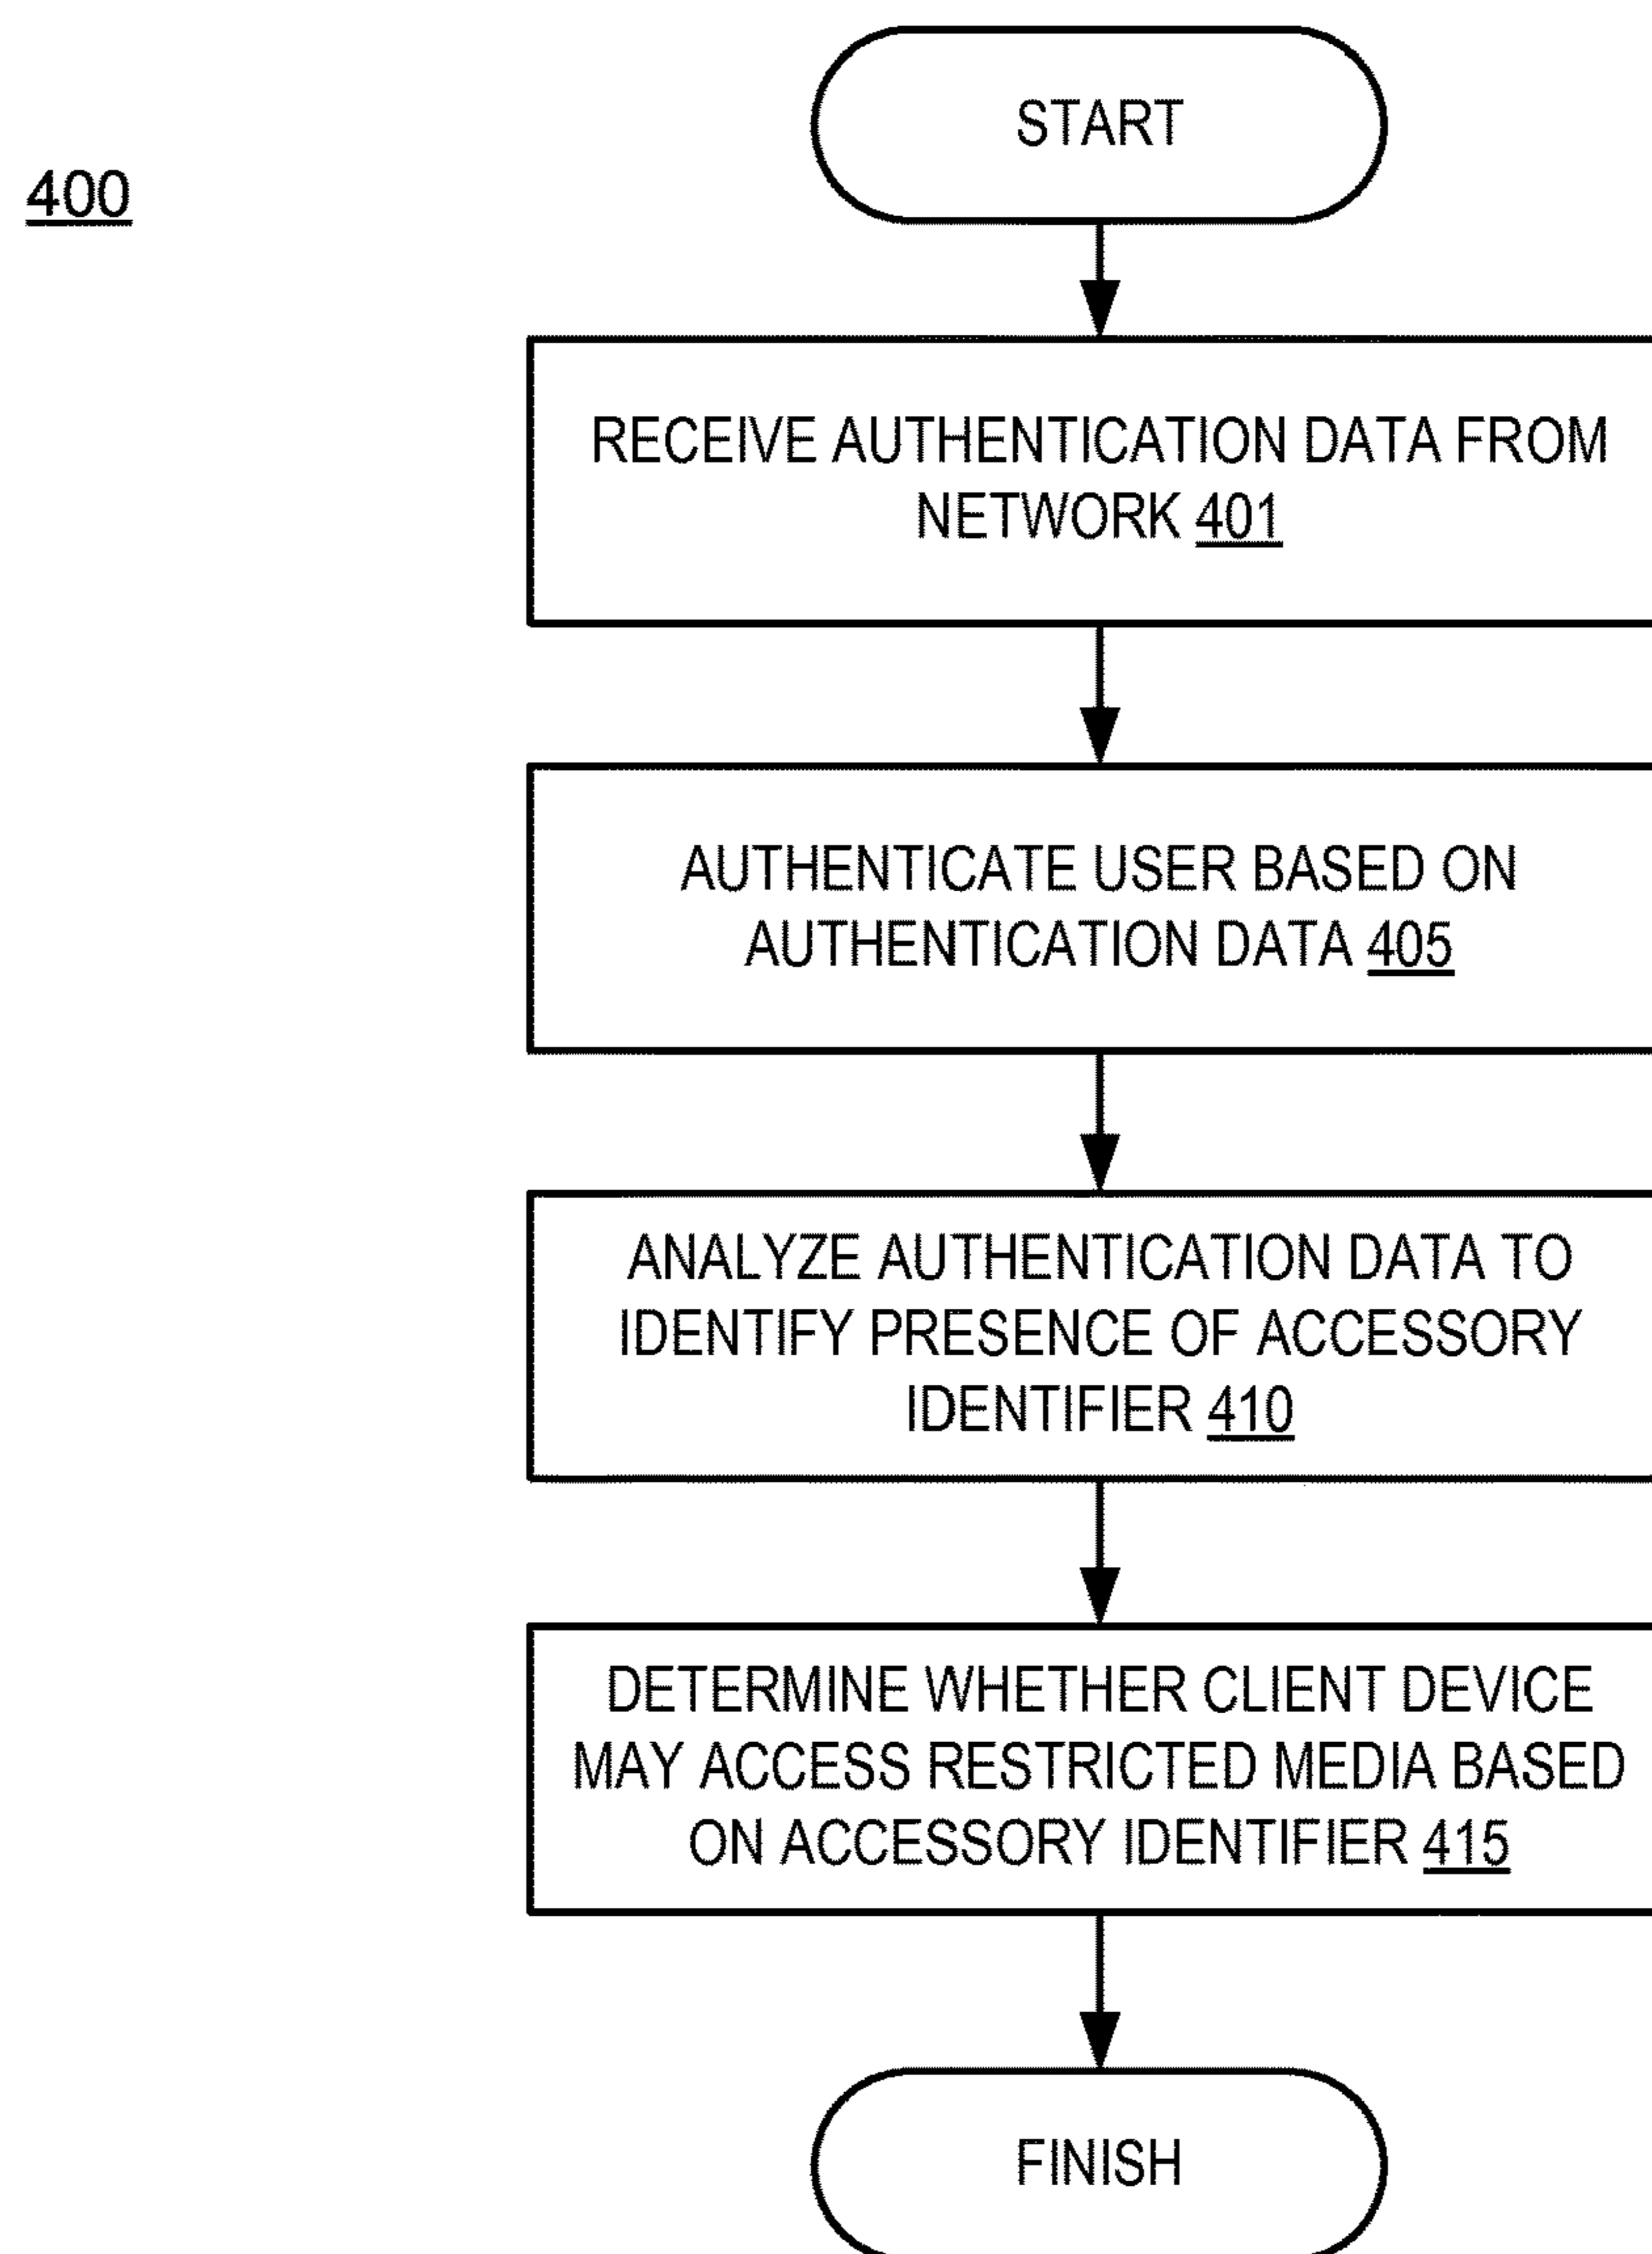 START
400
RECEIVE AUTHENTICATION DATA FROM
NETWORK 401
AUTHENTICATE USER BASED ON
AUTHENTICATION DATA 405
ANALYZE AUTHENTICATION DATA TO
IDENTIFY PRESENCE OF ACCESSORY
IDENTIFIER 410
DETERMINE WHETHER CLIENT DEVICE
MAY ACCESS RESTRICTED MEDIA BASED
ON ACCESSORY IDENTIFIER 415
FINISH